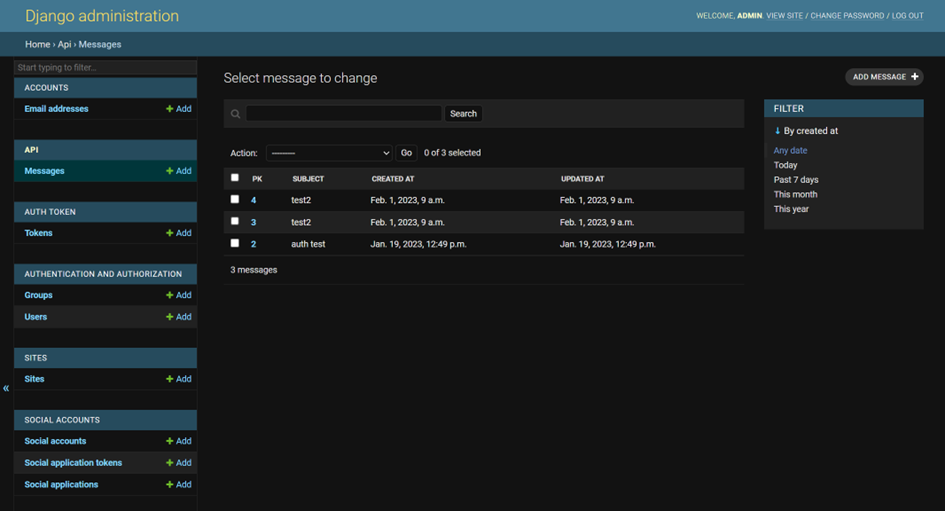 Django administration
WELCOME, ADMIN. VIEW SITE / CHANGE PASSWORD / LOG OUT
Home › Api › Messages
Start typing to filter...
ACCOUNTS
Email addresses + Add
API
Messages + Add
AUTH TOKEN
Tokens + Add
AUTHENTICATION AND AUTHORIZATION
Groups + Add
Users + Add
SITES
Sites + Add
«
SOCIAL ACCOUNTS
Social accounts + Add
Social application tokens + Add
Social applications + Add
Select message to change
ADD MESSAGE +
Search
Action: --------- Go 0 of 3 selected
PK SUBJECT CREATED AT UPDATED AT
4 test2 Feb. 1, 2023, 9 a.m. Feb. 1, 2023, 9 a.m.
3 test2 Feb. 1, 2023, 9 a.m. Feb. 1, 2023, 9 a.m.
2 auth test Jan. 19, 2023, 12:49 p.m. Jan. 19, 2023, 12:49 p.m.
3 messages
FILTER
↓ By created at
Any date
Today
Past 7 days
This month
This year